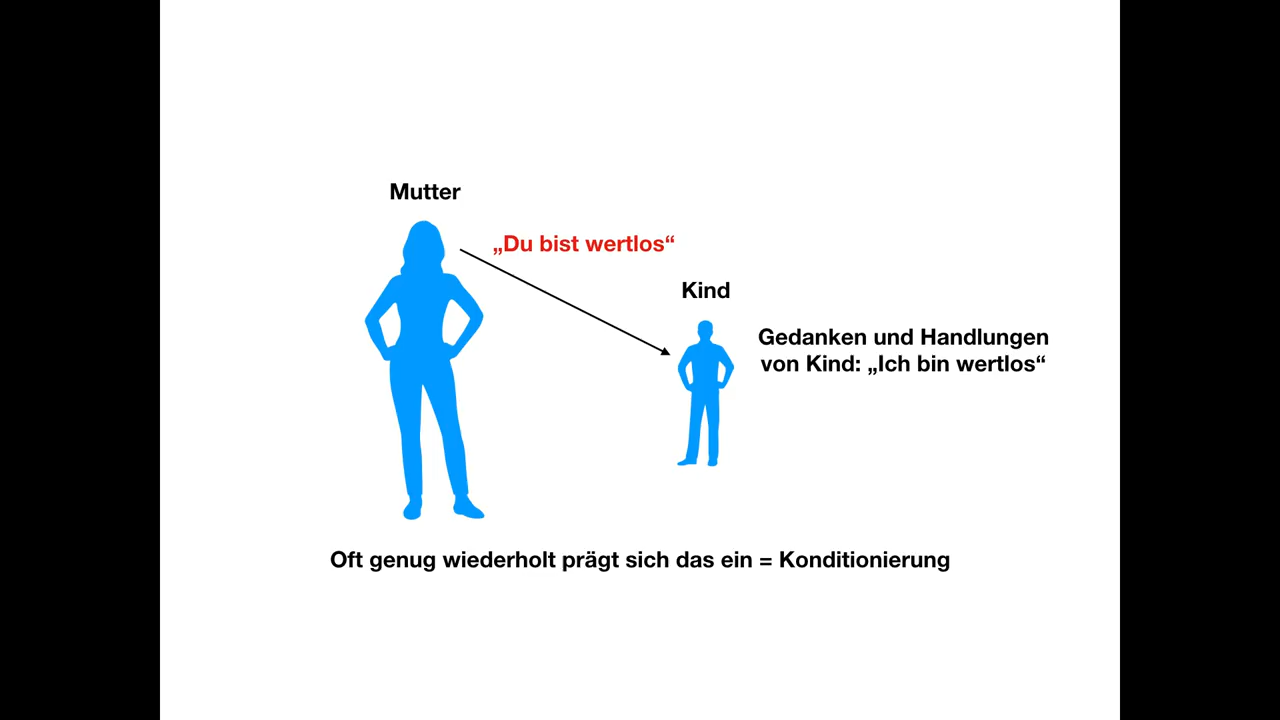 Mutter
„Du bist wertlos“
Kind
Gedanken und Handlungen
von Kind: „Ich bin wertlos“
Oft genug wiederholt prägt sich das ein = Konditionierung